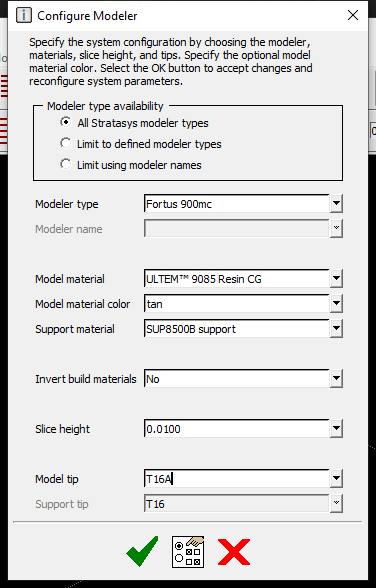 Configure Modeler
Specify the system configuration by choosing the modeler,
materials, slice height, and tips. Specify the optional model
material color. Select the OK button to accept changes and
reconfigure system parameters.
Modeler type availability
All Stratasys modeler types
Limit to defined modeler types
Limit using modeler names
Modeler type Fortus 900mc
Modeler name
Model material ULTEM™ 9085 Resin CG
Model material color tan
Support material SUP8500B support
Invert build materials No
Slice height 0.0100
Model tip T16A
Support tip T16